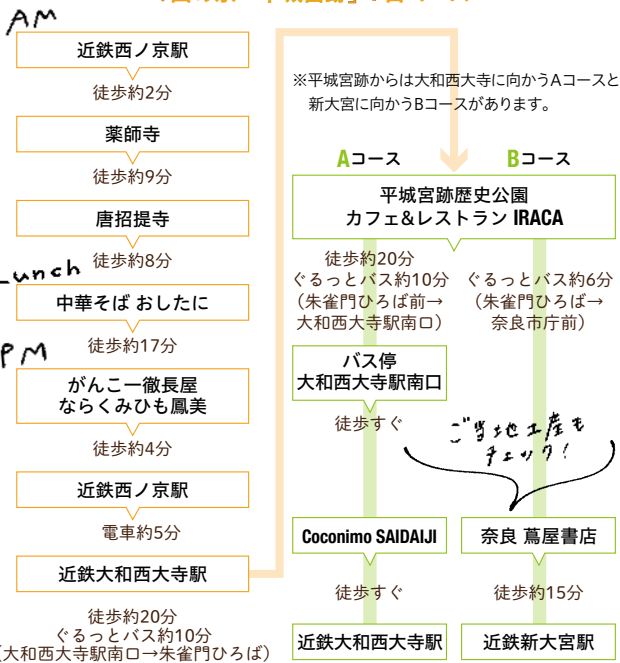 AM
近鉄西ノ京駅
徒歩約2分
薬師寺
徒歩約9分
唐招提寺
徒歩約8分
Lunch
中華そば おしたに
徒歩約17分
PM
がんこ一徹長屋
ならくみひも鳳美
徒歩約4分
近鉄西ノ京駅
電車約5分
近鉄大和西大寺駅
徒歩約20分
ぐるっとバス約10分
(大和西大寺駅南口→朱雀門ひろば)
※平城宮跡からは大和西大寺に向かうAコースと
新大宮に向かうBコースがあります。
Aコース
Bコース
平城宮跡歴史公園
カフェ&レストラン IRACA
徒歩約20分
ぐるっとバス約10分
(朱雀門ひろば前→
大和西大寺駅南口)
バス停
大和西大寺駅南口
徒歩すぐ
Coconimo SAIDAIJI
徒歩すぐ
近鉄大和西大寺駅
ぐるっとバス約6分
(朱雀門ひろば→
奈良市庁前)
ご当地土産も
チェック!
奈良 蔦屋書店
徒歩約15分
近鉄新大宮駅